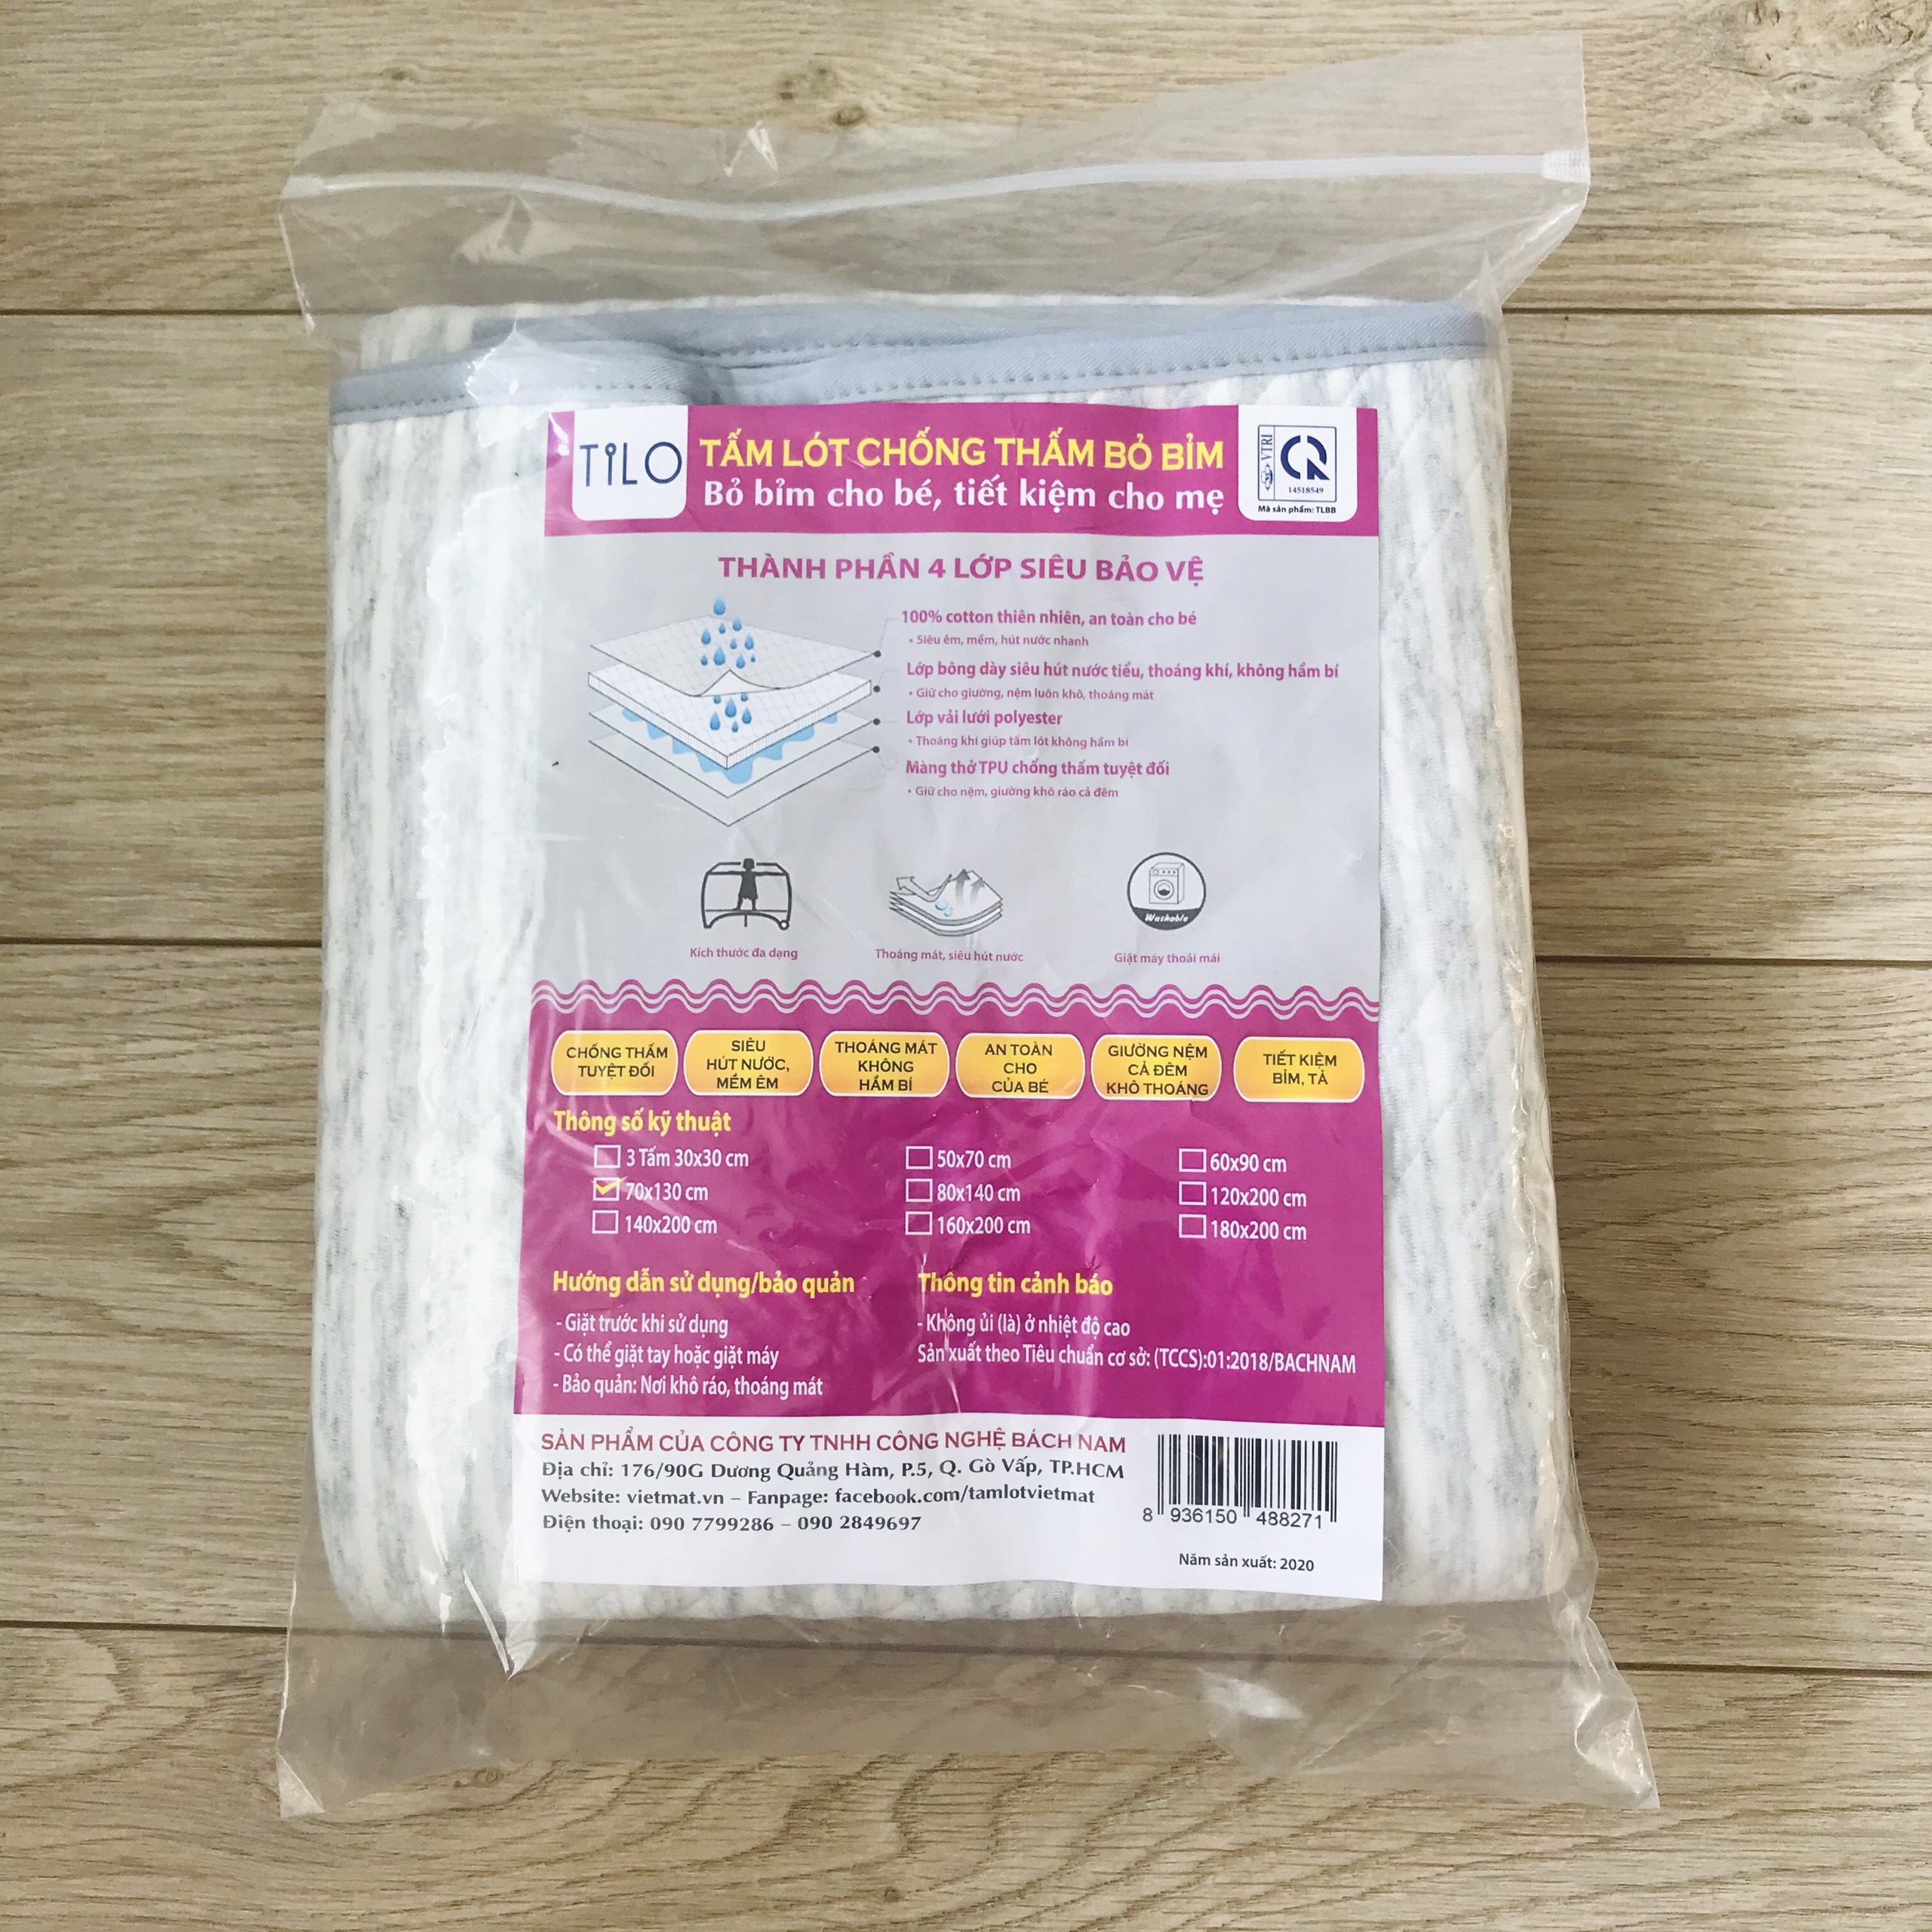 TiLO
TẤM LÓT CHỐNG THẤM BỎ BỈM
Bỏ bỉm cho bé, tiết kiệm cho mẹ
VTRI
14518549
Mã sản phẩm: TLBB
THÀNH PHẦN 4 LỚP SIÊU BẢO VỆ
100% cotton thiên nhiên, an toàn cho bé
• Siêu êm, mềm, hút nước nhanh
Lớp bông dày siêu hút nước tiểu, thoáng khí, không hầm bí
• Giữ cho giường, nệm luôn khô, thoáng mát
Lớp vải lưới polyester
• Thoáng khí giúp tấm lót không hầm bí
Màng thở TPU chống thấm tuyệt đối
• Giữ cho nệm, giường khô ráo cả đêm
Washable
Kích thước đa dạng
Thoáng mát, siêu hút nước
Giặt máy thoải mái
CHỐNG THẤM
TUYỆT ĐỐI
SIÊU
HÚT NƯỚC,
MỀM ÊM
THOÁNG MÁT
KHÔNG
HẦM BÍ
AN TOÀN
CHO
CỦA BÉ
GIƯỜNG NỆM
CẢ ĐÊM
KHÔ THOÁNG
TIẾT KIỆM
BỈM, TẢ
Thông số kỹ thuật
3 Tấm 30x30 cm
50x70 cm
60x90 cm
70x130 cm
80x140 cm
120x200 cm
140x200 cm
160x200 cm
180x200 cm
Hướng dẫn sử dụng/bảo quản
- Giặt trước khi sử dụng
- Có thể giặt tay hoặc giặt máy
- Bảo quản: Nơi khô ráo, thoáng mát
Thông tin cảnh báo
- Không ủi (là) ở nhiệt độ cao
Sản xuất theo Tiêu chuẩn cơ sở: (TCCS):01:2018/BACHNAM
SẢN PHẨM CỦA CÔNG TY TNHH CÔNG NGHỆ BÁCH NAM
Địa chỉ: 176/90G Dương Quảng Hàm, P.5, Q. Gò Vấp, TP.HCM
Website: vietmat.vn – Fanpage: facebook.com/tamlotvietmat
Điện thoại: 090 7799286 – 090 2849697
8 936150 488271
Năm sản xuất: 2020